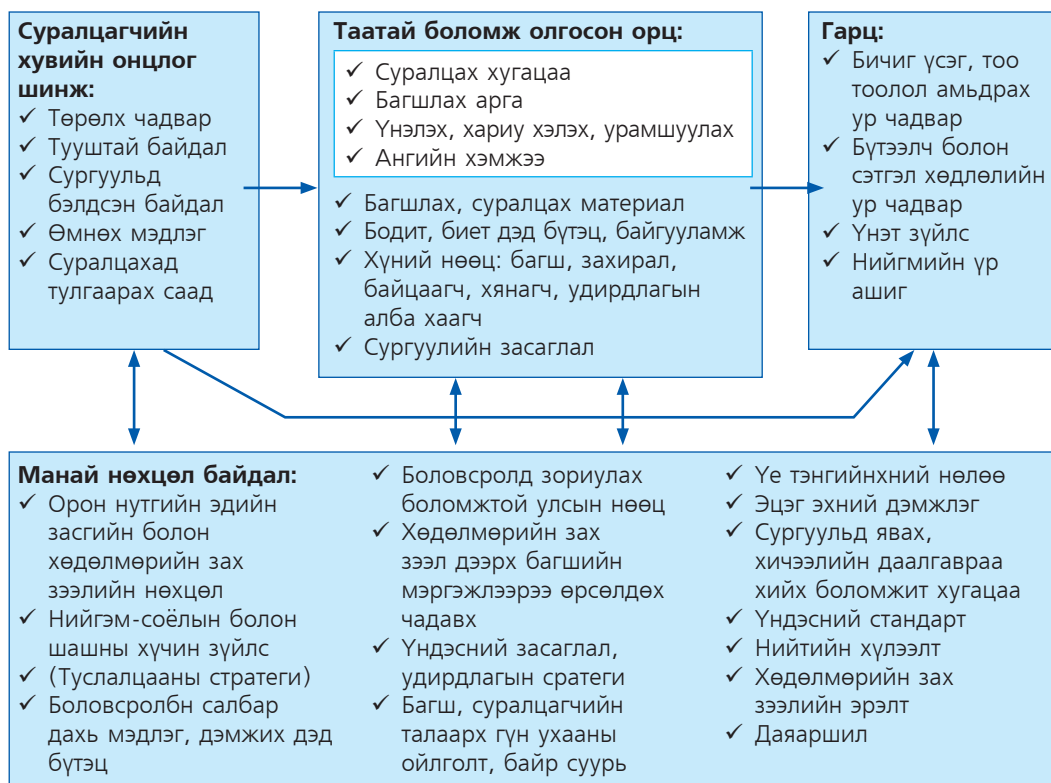 Суралцагчийн
хувийн онцлог
шинж:
✓ Төрөлх чадвар
✓ Тууштай байдал
✓ Сургуульд
бэлдсэн байдал
✓ Өмнөх мэдлэг
✓ Суралцахад
тулгаарах саад
Таатай боломж олгосон орц:
✓ Суралцах хугацаа
✓ Багшлах арга
✓ Үнэлэх, хариу хэлэх, урамшуулах
✓ Ангийн хэмжээ
✓ Багшлах, суралцах материал
✓ Бодит, биет дэд бүтэц, байгууламж
✓ Хүний нөөц: багш, захирал,
байцаагч, хянагч, удирдлагын
алба хаагч
✓ Сургуулийн засаглал
Гарц:
✓ Бичиг үсэг, тоо
тоолол амьдрах
ур чадвар
✓ Бүтээлч болон
сэтгэл хөдлөлийн
ур чадвар
✓ Үнэт зүйлс
✓ Нийгмийн үр
ашиг
Манай нөхцөл байдал:
✓ Орон нутгийн эдийн
засгийн болон
хөдөлмөрийн зах
зээлийн нөхцөл
✓ Нийгэм-соёлын болон
шашны хүчин зүйлс
✓ (Туслалцааны стратеги)
✓ Боловсролбн салбар
дахь мэдлэг, дэмжих дэд
бүтэц
✓ Боловсролд зориулах
боломжтой улсын нөөц
✓ Хөдөлмөрийн зах
зээл дээрх багшийн
мэргэжлээрээ өрсөлдөх
чадавх
✓ Үндэсний засаглал,
удирдлагын сратеги
✓ Багш, суралцагчийн
талаарх гүн ухааны
ойлголт, байр суурь
✓ Үе тэнгийнхний нөлөө
✓ Эцэг эхний дэмжлэг
✓ Сургуульд явах,
хичээлийн даалгавраа
хийх боломжит хугацаа
✓ Үндэсний стандарт
✓ Нийтийн хүлээлт
✓ Хөдөлмөрийн зах
зээлийн эрэлт
✓ Даяаршил